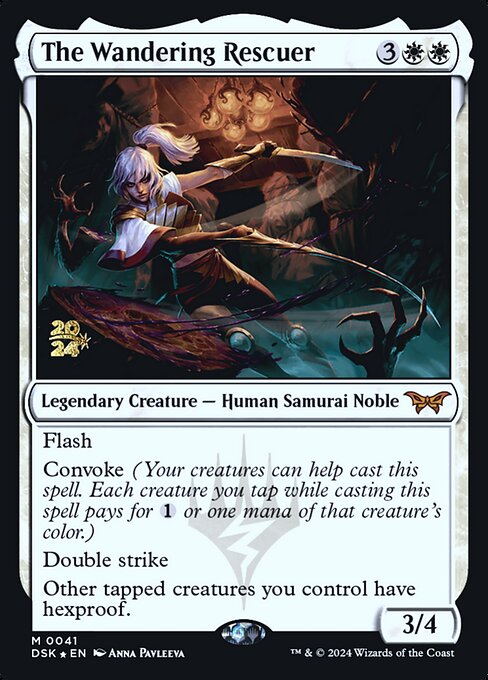 The Wandering Rescuer 3
20
24
Legendary Creature — Human Samurai Noble
Flash
Convoke (Your creatures can help cast this
spell. Each creature you tap while casting this
spell pays for 1 or one mana of that creature's
color.)
Double strike
Other tapped creatures you control have
hexproof.
3/4
M 0041
DSK ★ EN Anna Pavleeva
™ & © 2024 Wizards of the Coast